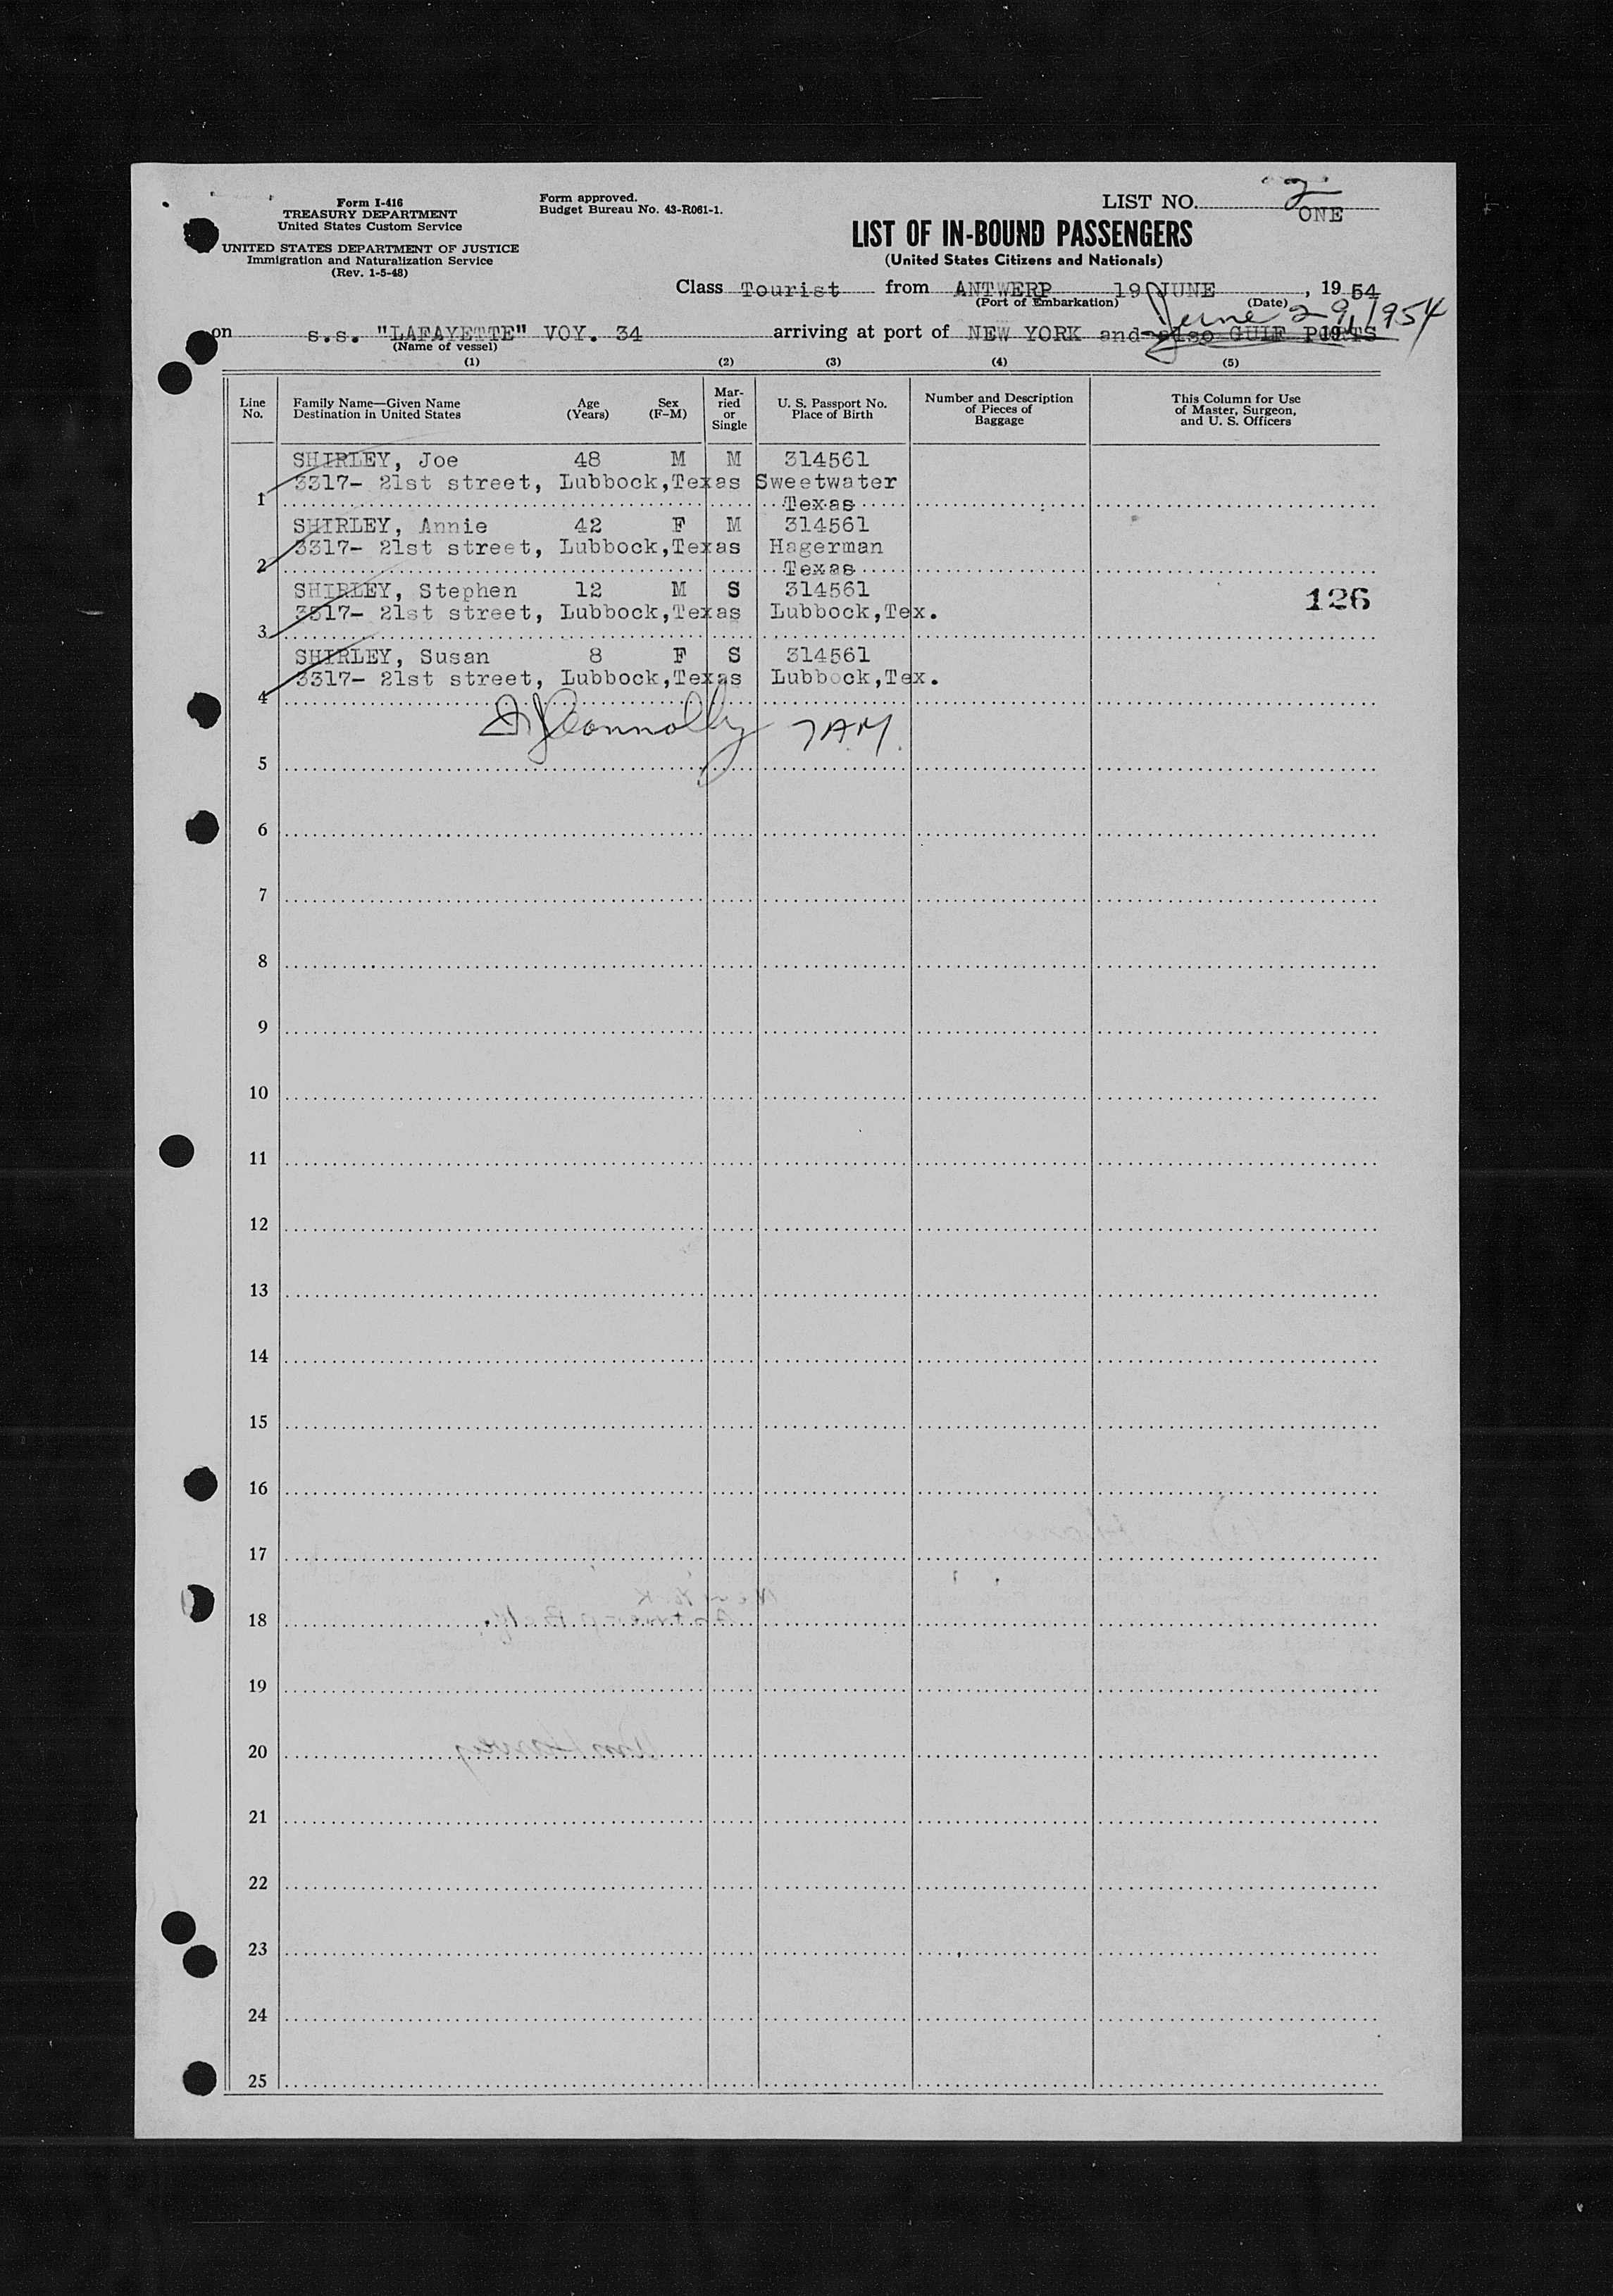 Form I-416
TREASURY DEPARTMENT
United States Custom Service
UNITED STATES DEPARTMENT OF JUSTICE
Immigration and Naturalization Service
(Rev. 1-5-48)
Form approved.
Budget Bureau No. 43-R061-1.
LIST NO. 2
ONE
LIST OF IN-BOUND PASSENGERS
(United States Citizens and Nationals)
Class Tourist from ANTWERP 19 JUNE, 1954
(Port of Embarkation) (Date)
June 29, 1954
on s.s. "LAFAYETTE" VOY. 34 arriving at port of NEW YORK and also GULF PORTS 19
(Name of vessel)
(1) (2) (3) (4) (5)
Line No. Family Name—Given Name Destination in United States Age (Years) Sex (F-M) Married or Single U. S. Passport No. Place of Birth Number and Description of Pieces of Baggage This Column for Use of Master, Surgeon, and U. S. Officers
SHIRLEY, Joe 48 M M 314561
3317- 21st street, Lubbock,Texas Sweetwater
1 Texas
SHIRLEY, Annie 42 F M 314561
3317- 21st street, Lubbock,Texas Hagerman
2 Texas
SHIRLEY, Stephen 12 M S 314561
126
3317- 21st street, Lubbock,Texas Lubbock,Tex.
3
SHIRLEY, Susan 8 F S 314561
3317- 21st street, Lubbock,Texas Lubbock,Tex.
4
Connolly 7 AM.
5
6
7
8
9
10
11
12
13
14
15
16
17
18
19
20
21
22
23
24
25